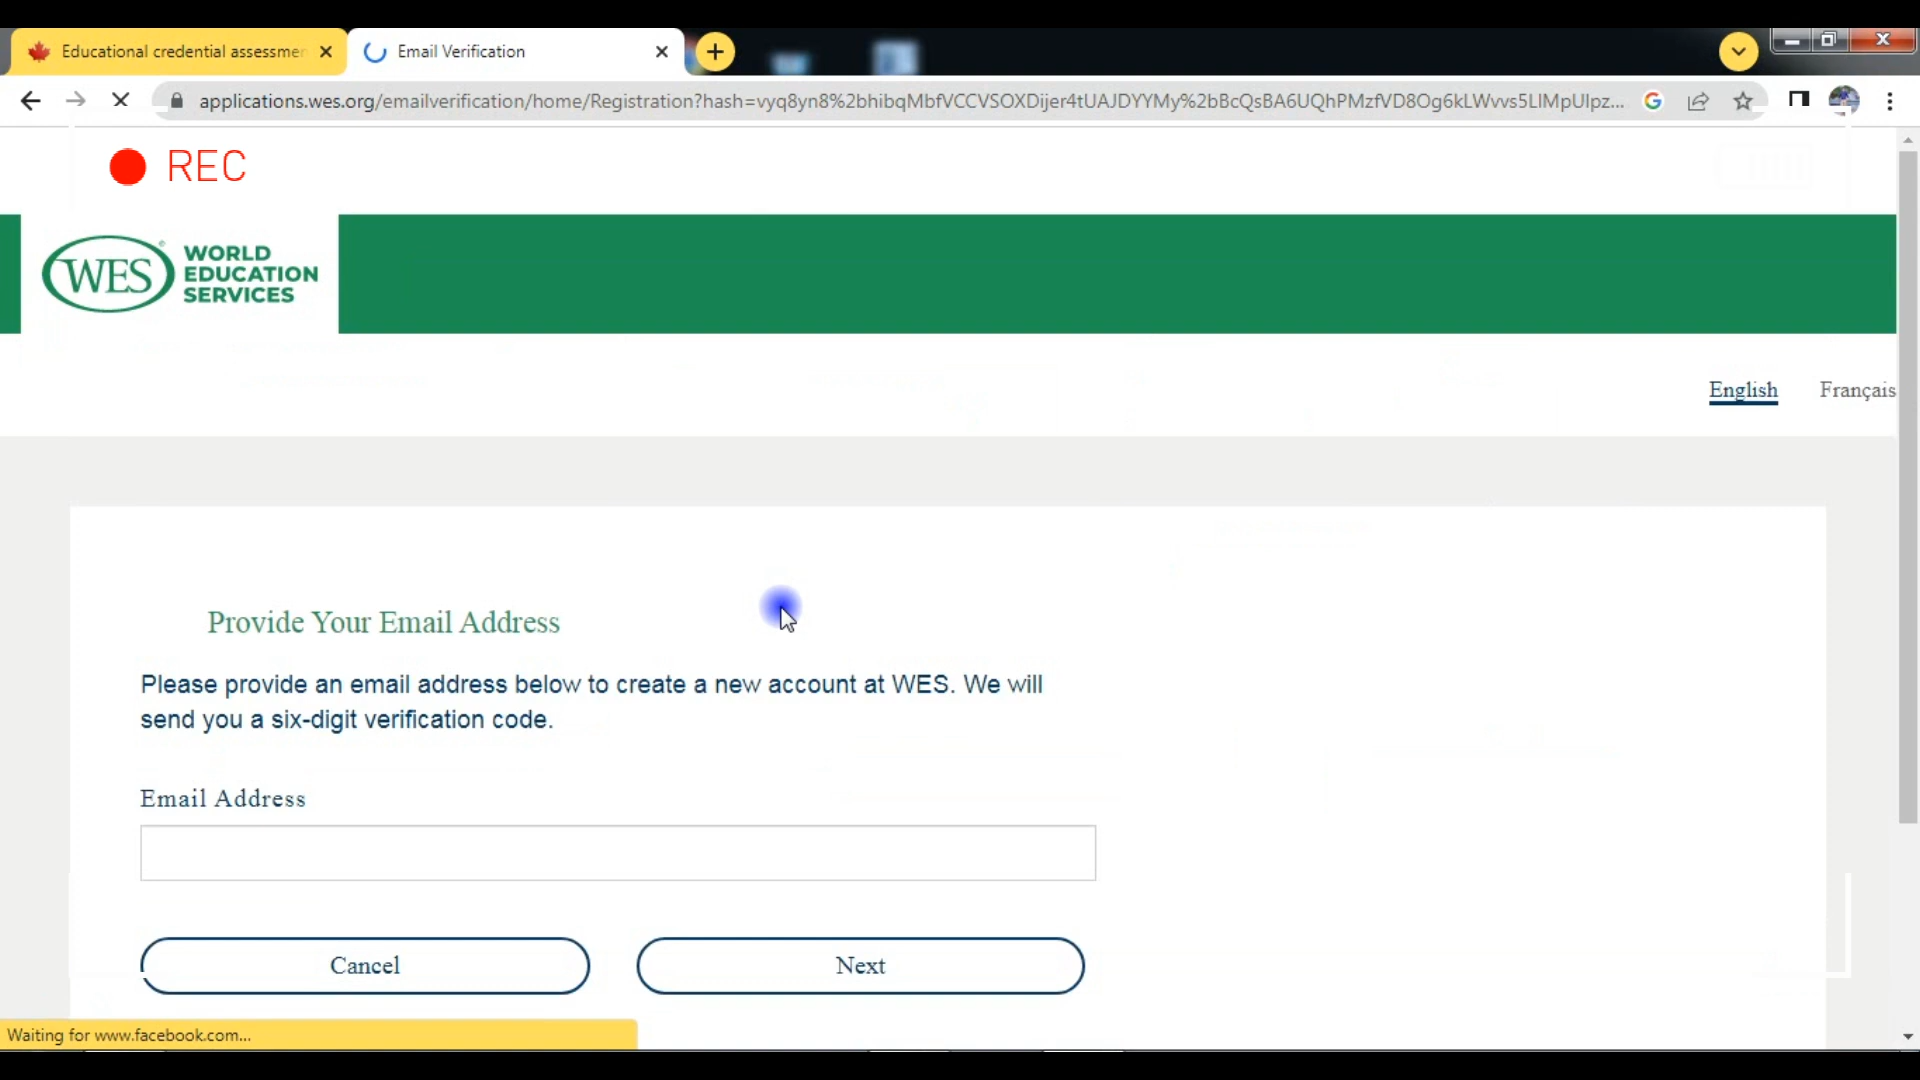 Educational credential assessmen
Email Verification
applications.wes.org/emailverification/home/Registration?hash=vyq8yn8%2bhibqMbfVCCVSOXDijer4tUAJDYYMy%2bBcQsBA6UQhPMzfVD8Og6kLWvvs5LlMpUlpz...
REC
WES
WORLD
EDUCATION
SERVICES
English Français
Provide Your Email Address
Please provide an email address below to create a new account at WES. We will
send you a six-digit verification code.
Email Address
Cancel Next
Waiting for www.facebook.com...